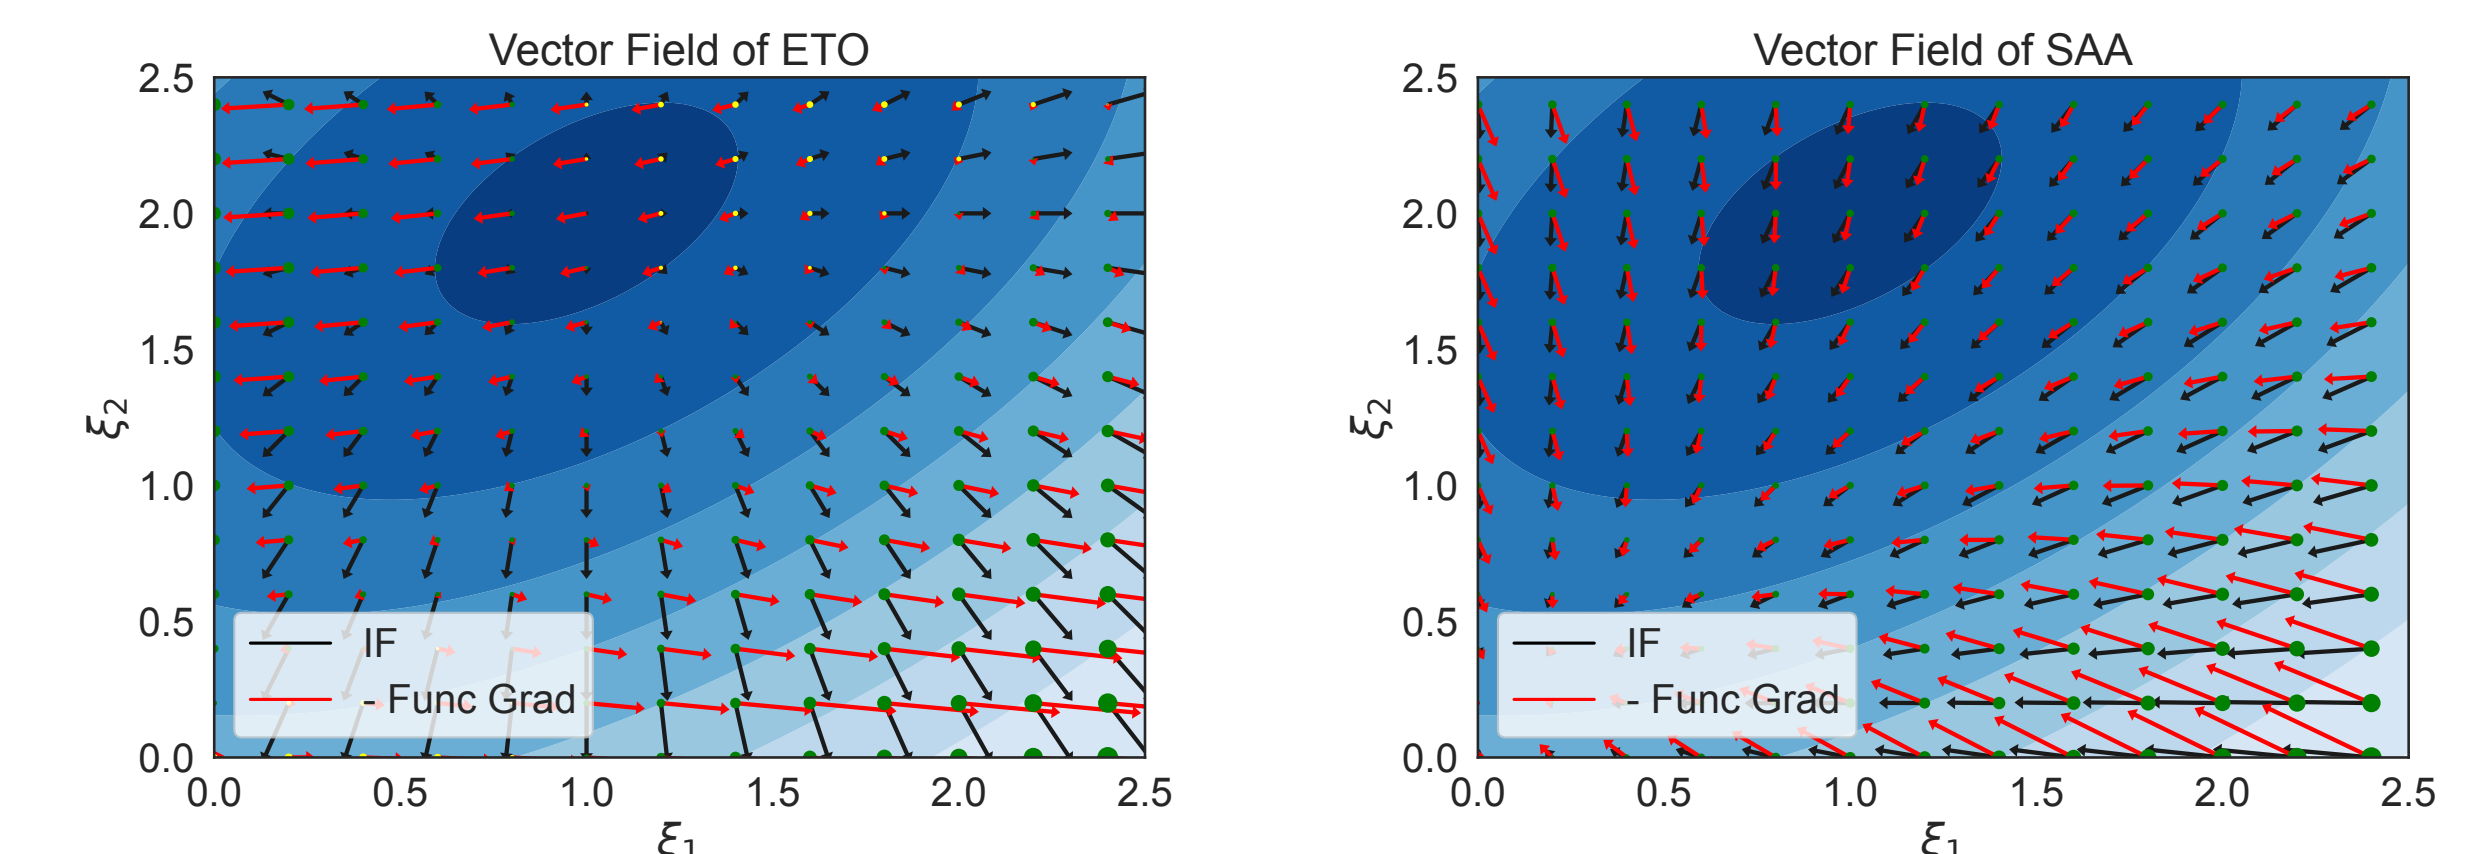 Vector Field of ETO
2.5
2.0
1.5
1.0
0.5
0.0
ξ2
IF
- Func Grad
0.0 0.5 1.0 1.5 2.0 2.5
ξ1
Vector Field of SAA
2.5
2.0
1.5
1.0
0.5
0.0
ξ2
IF
- Func Grad
0.0 0.5 1.0 1.5 2.0 2.5
ξ1